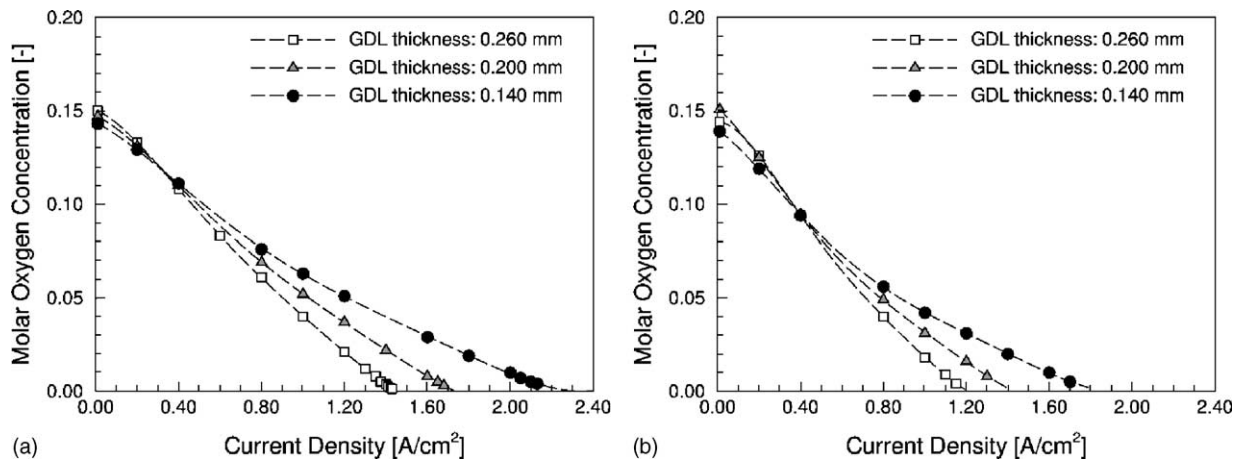 0.20
0.15
0.10
0.05
0.00
Molar Oxygen Concentration [-]
GDL thickness: 0.260 mm
GDL thickness: 0.200 mm
GDL thickness: 0.140 mm
0.00 0.40 0.80 1.20 1.60 2.00 2.40
(a) Current Density [A/cm²]
0.20
0.15
0.10
0.05
0.00
Molar Oxygen Concentration [-]
GDL thickness: 0.260 mm
GDL thickness: 0.200 mm
GDL thickness: 0.140 mm
0.00 0.40 0.80 1.20 1.60 2.00 2.40
(b) Current Density [A/cm²]